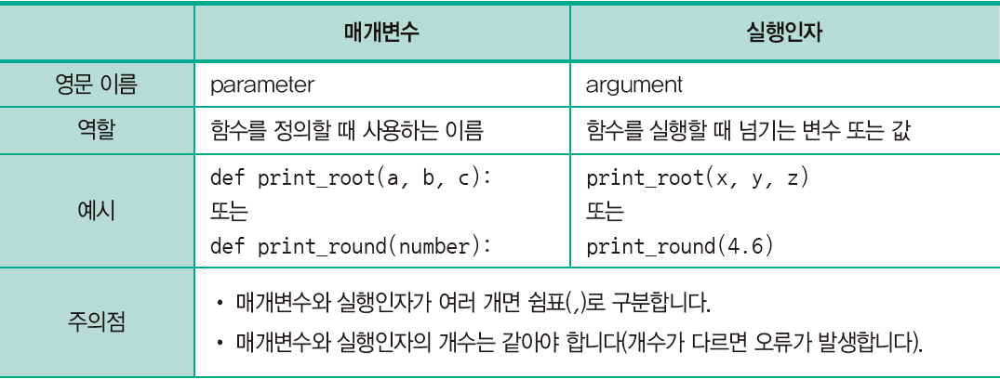 매개변수 실행인자
영문 이름 parameter argument
역할 함수를 정의할 때 사용하는 이름 함수를 실행할 때 넘기는 변수 또는 값
예시
def print_root(a, b, c):
또는
def print_round(number):
print_root(x, y, z)
또는
print_round(4.6)
주의점
• 매개변수와 실행인자가 여러 개면 쉼표(,)로 구분합니다.
• 매개변수와 실행인자의 개수는 같아야 합니다(개수가 다르면 오류가 발생합니다).